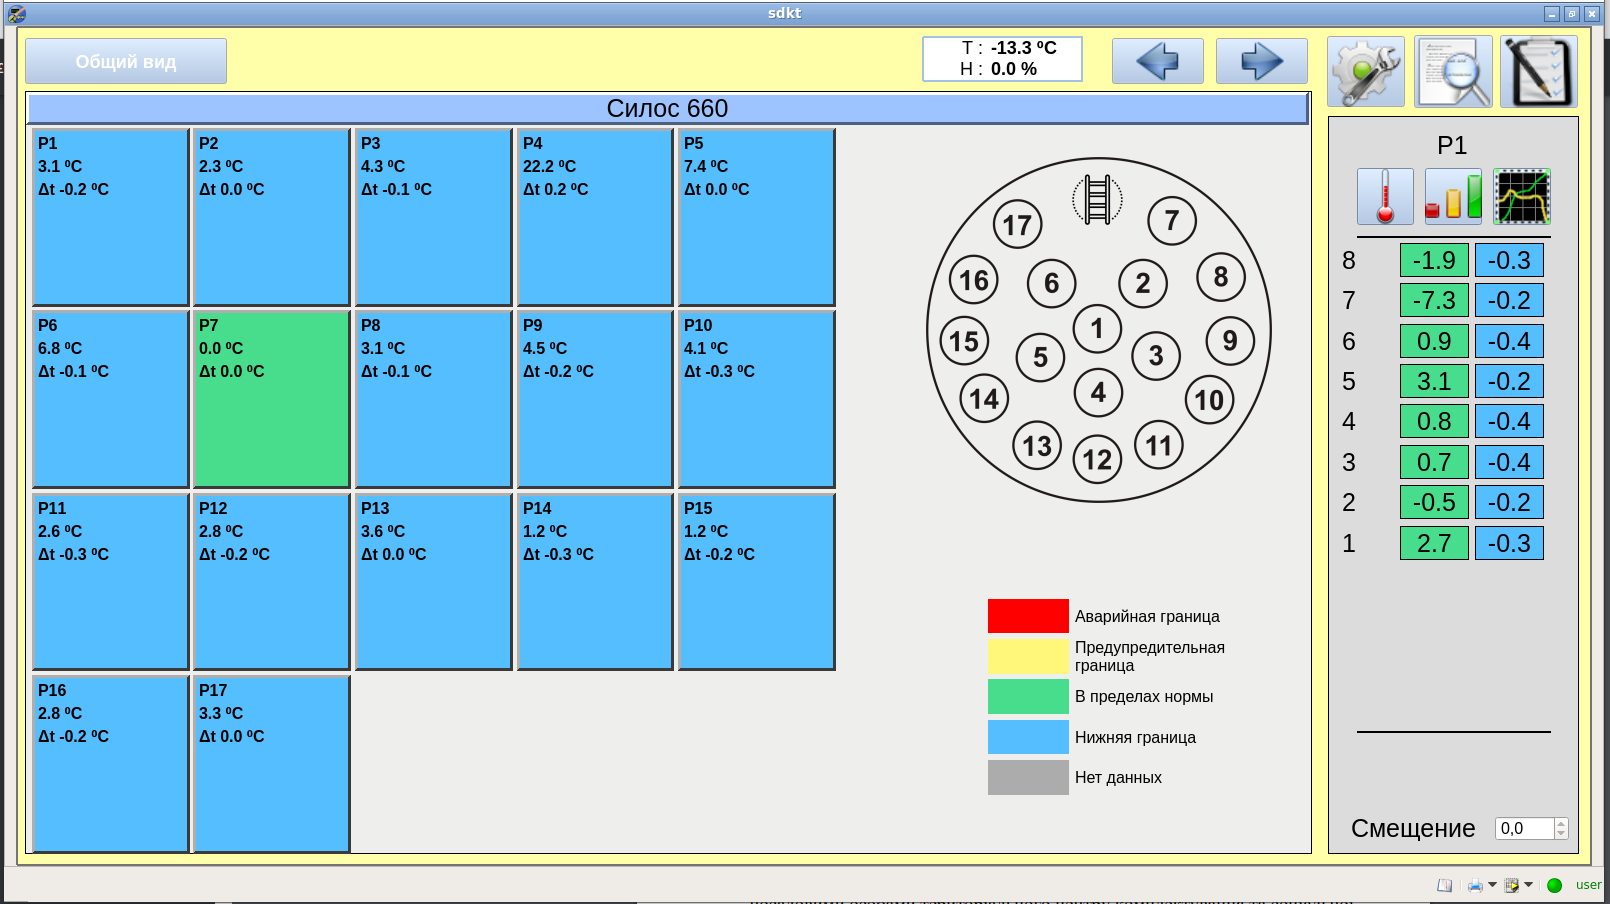 sdkt
Общий вид
T : -13.3 ºC
H : 0.0 %
Силос 660
P1
3.1 ºC
Δt -0.2 ºC
P2
2.3 ºC
Δt 0.0 ºC
P3
4.3 ºC
Δt -0.1 ºC
P4
22.2 ºC
Δt 0.2 ºC
P5
7.4 ºC
Δt 0.0 ºC
P6
6.8 ºC
Δt -0.1 ºC
P7
0.0 ºC
Δt 0.0 ºC
P8
3.1 ºC
Δt -0.1 ºC
P9
4.5 ºC
Δt -0.2 ºC
P10
4.1 ºC
Δt -0.3 ºC
P11
2.6 ºC
Δt -0.3 ºC
P12
2.8 ºC
Δt -0.2 ºC
P13
3.6 ºC
Δt 0.0 ºC
P14
1.2 ºC
Δt -0.3 ºC
P15
1.2 ºC
Δt -0.2 ºC
P16
2.8 ºC
Δt -0.2 ºC
P17
3.3 ºC
Δt 0.0 ºC
17
7
16
6
2
8
15
5
1
3
9
14
4
10
13
12
11
Аварийная граница
Предупредительная
граница
В пределах нормы
Нижняя граница
Нет данных
P1
8 -1.9 -0.3
7 -7.3 -0.2
6 0.9 -0.4
5 3.1 -0.2
4 0.8 -0.4
3 0.7 -0.4
2 -0.5 -0.2
1 2.7 -0.3
Смещение 0,0
user